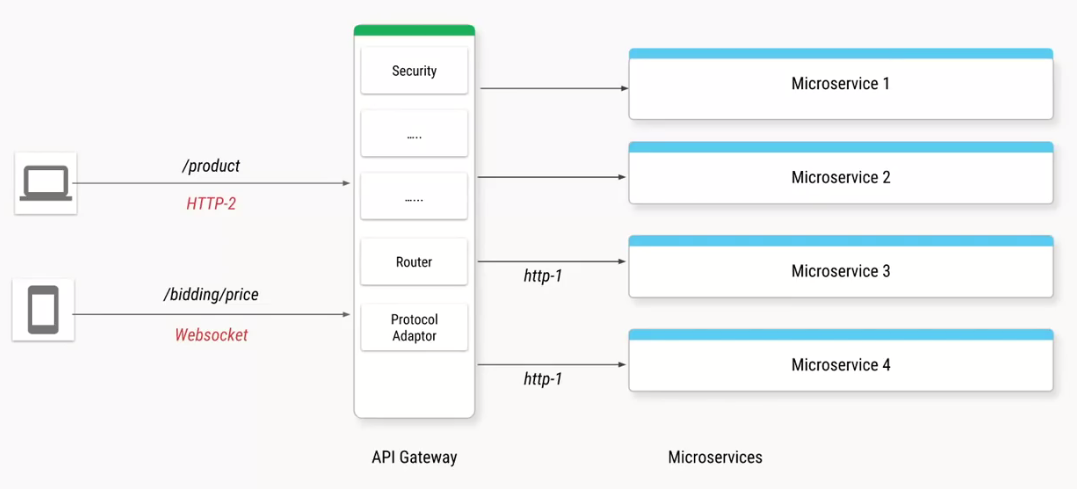 Security
Microservice 1
…..
/product
HTTP-2
Microservice 2
…...
Router
http-1
Microservice 3
/bidding/price
Websocket
Protocol
Adaptor
http-1
Microservice 4
API Gateway
Microservices